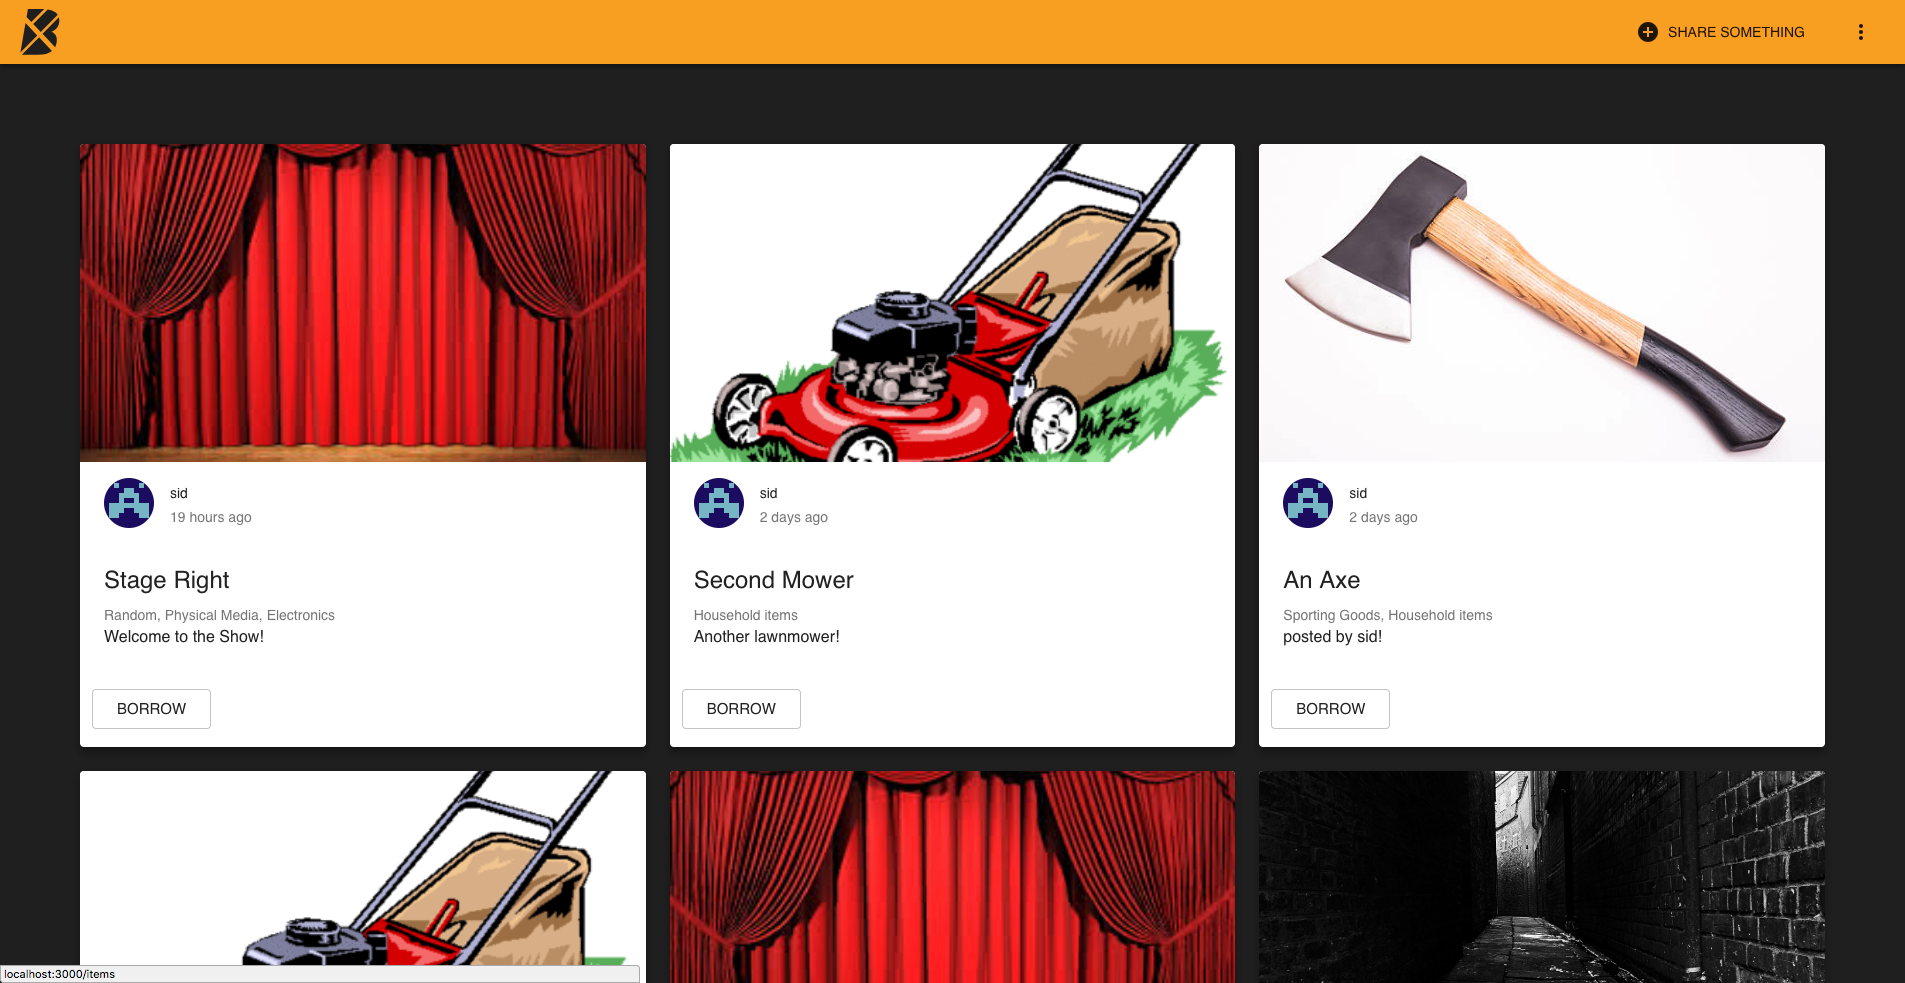 SHARE SOMETHING
sid
19 hours ago
Stage Right
Random, Physical Media, Electronics
Welcome to the Show!
BORROW
sid
2 days ago
Second Mower
Household items
Another lawnmower!
BORROW
sid
2 days ago
An Axe
Sporting Goods, Household items
posted by sid!
BORROW
localhost:3000/items